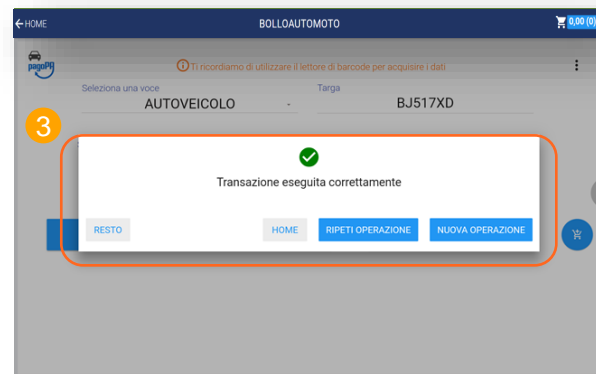 HOME
BOLLOAUTOMOTO
0,00 (0)
pagoPA
Ti ricordiamo di utilizzare il lettore di barcode per acquisire i dati
Seleziona una voce
Targa
AUTOVEICOLO -
BJ517XD
3
Transazione eseguita correttamente
RESTO
HOME
RIPETI OPERAZIONE
NUOVA OPERAZIONE